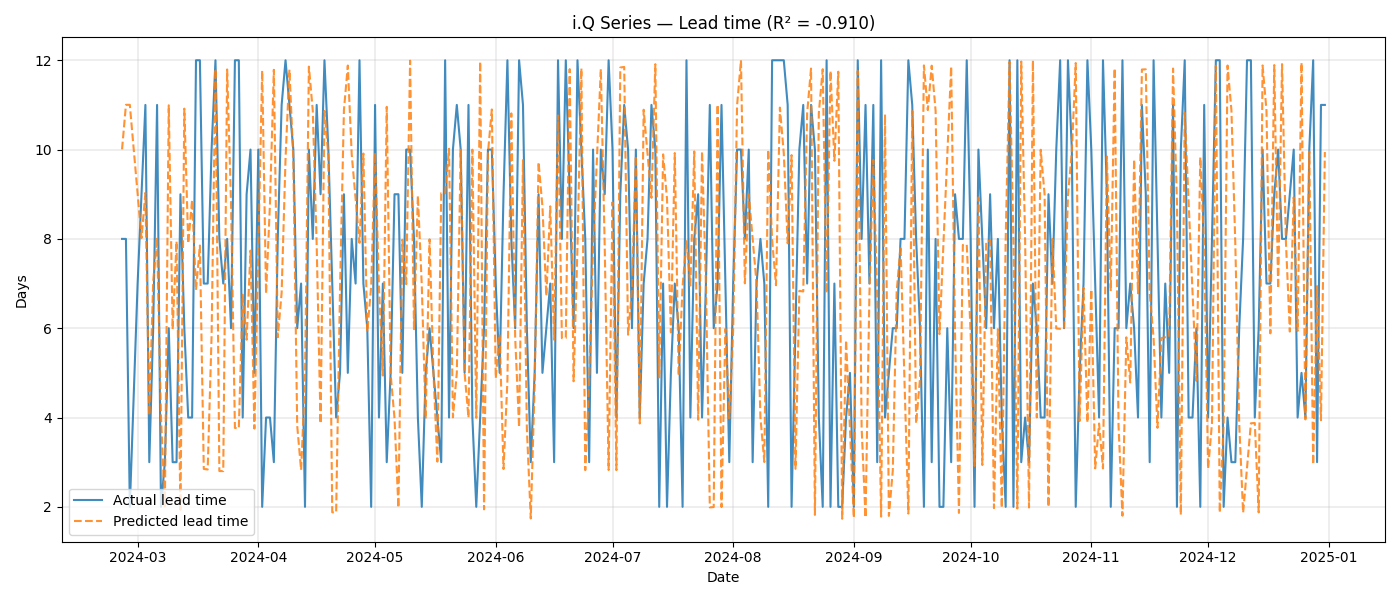 i.Q Series — Lead time (R² = -0.910)
12
10
8
6
4
2
Days
Actual lead time
Predicted lead time
2024-03 2024-04 2024-05 2024-06 2024-07 2024-08 2024-09 2024-10 2024-11 2024-12 2025-01
Date